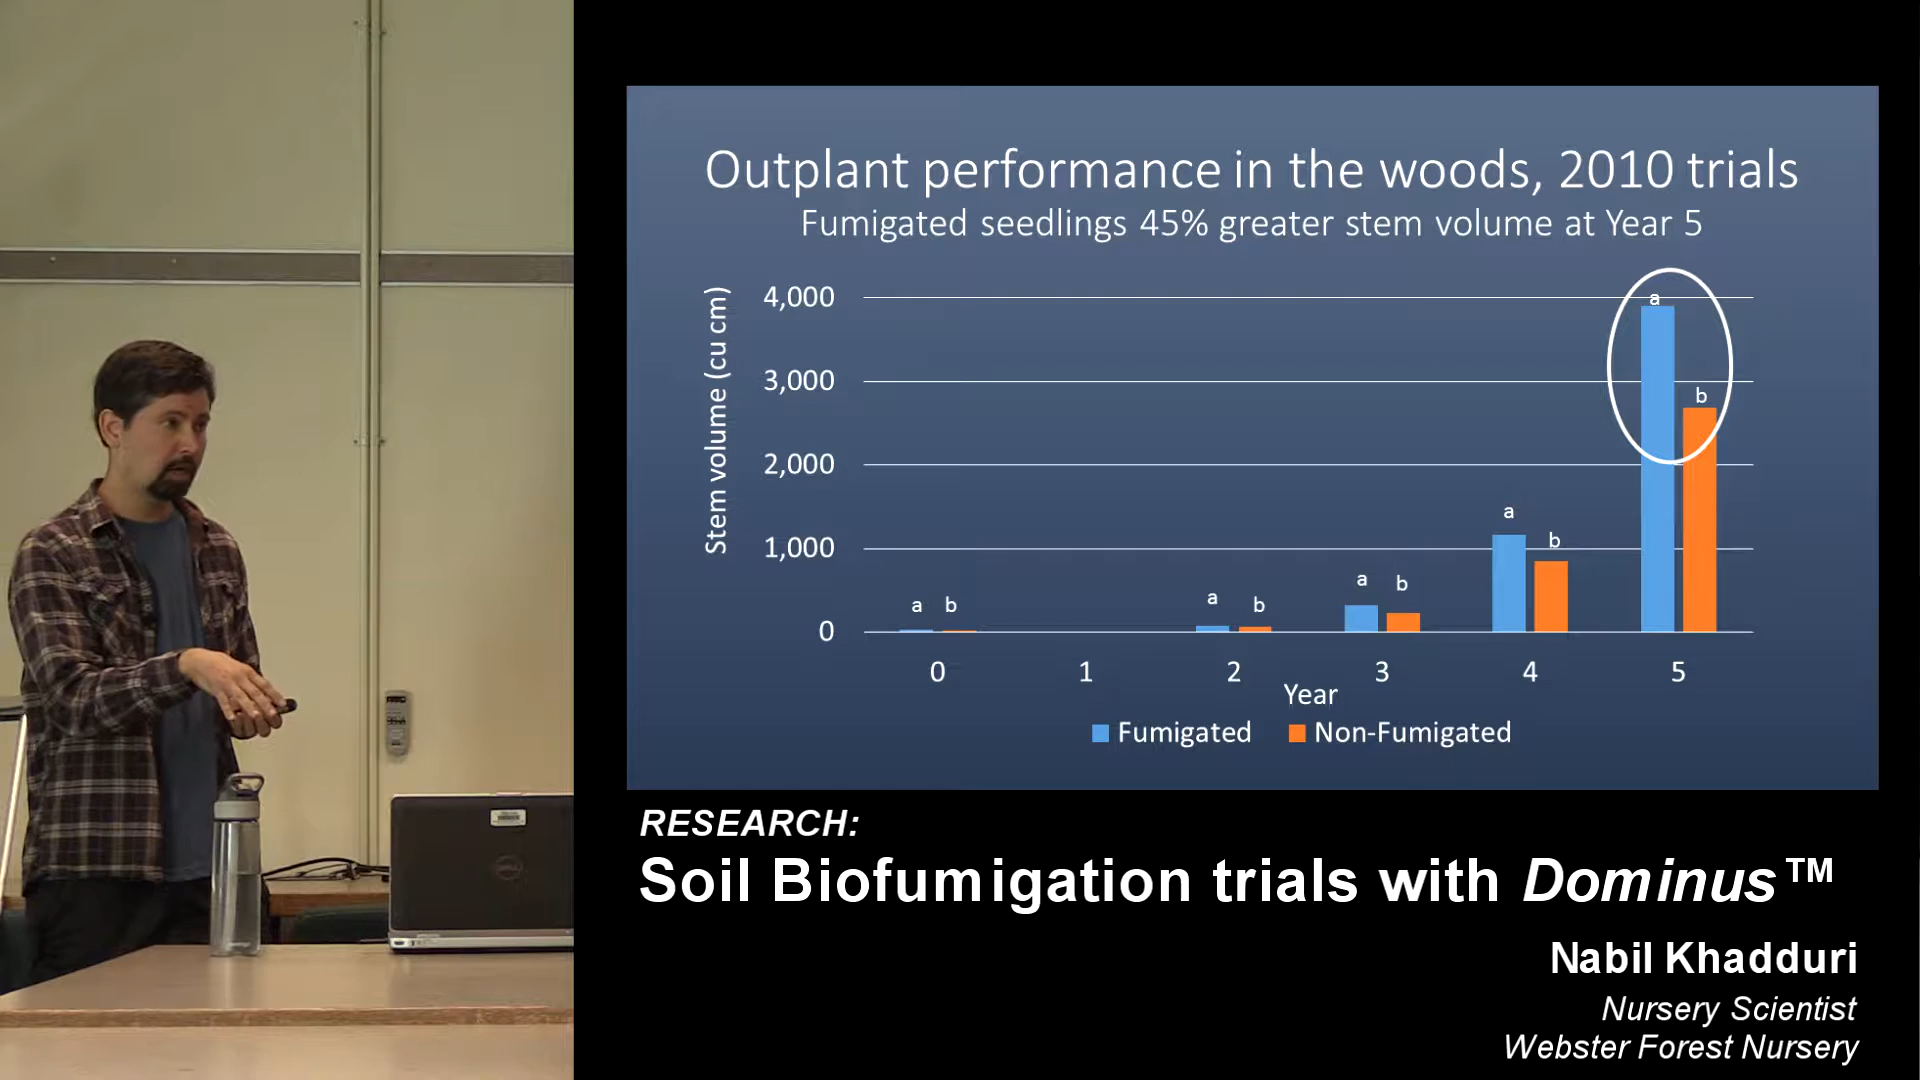 Outplant performance in the woods, 2010 trials
Fumigated seedlings 45% greater stem volume at Year 5
Stem volume (cu cm)
4,000
3,000
2,000
1,000
0
a b
a b
a b
a b
a b
0 1 2 3 4 5
Year
Fumigated Non-Fumigated
RESEARCH:
Soil Biofumigation trials with Dominus™
Nabil Khadduri
Nursery Scientist
Webster Forest Nursery